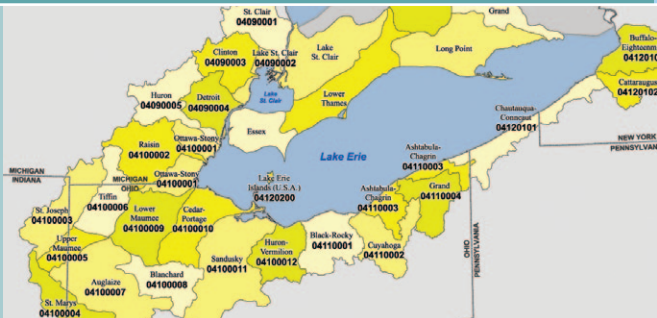 St. Clair
04090001
Grand
Clinton
04090003
Lake St. Clair
04090002
Lake
St. Clair
Long Point
Buffalo-
Eighteenm
0412010
Huron
04090005
Detroit
04090004
Lake
St. Clair
Lower
Thames
Cattaraugus
04120102
Raisin
04100002
Ottawa-Stony
04100001
Essex
Chautauqua-
Conneaut
04120101
Lake Erie
NEW YORK
PENNSYLVAN
MICHIGAN
INDIANA
MICHIGAN
OHIO
Ottawa-Stony
04100001
Ashtabula-
Chagrin
04110003
St. Joseph
04100003
Tiffin
04100006
Lake Erie
Islands (U.S.A.)
04120200
Ashtabula-
Chagrin
04110003
Grand
04110004
Lower
Maumee
04100009
Cedar-
Portage
04100010
Upper
Maumee
04100005
Sandusky
04100011
Huron-
Vermilion
04100012
Black-Rocky
04110001
Cuyahoga
04110002
OHIO
PENNSYLVANIA
Auglaize
04100007
Blanchard
04100008
St. Marys
04100004